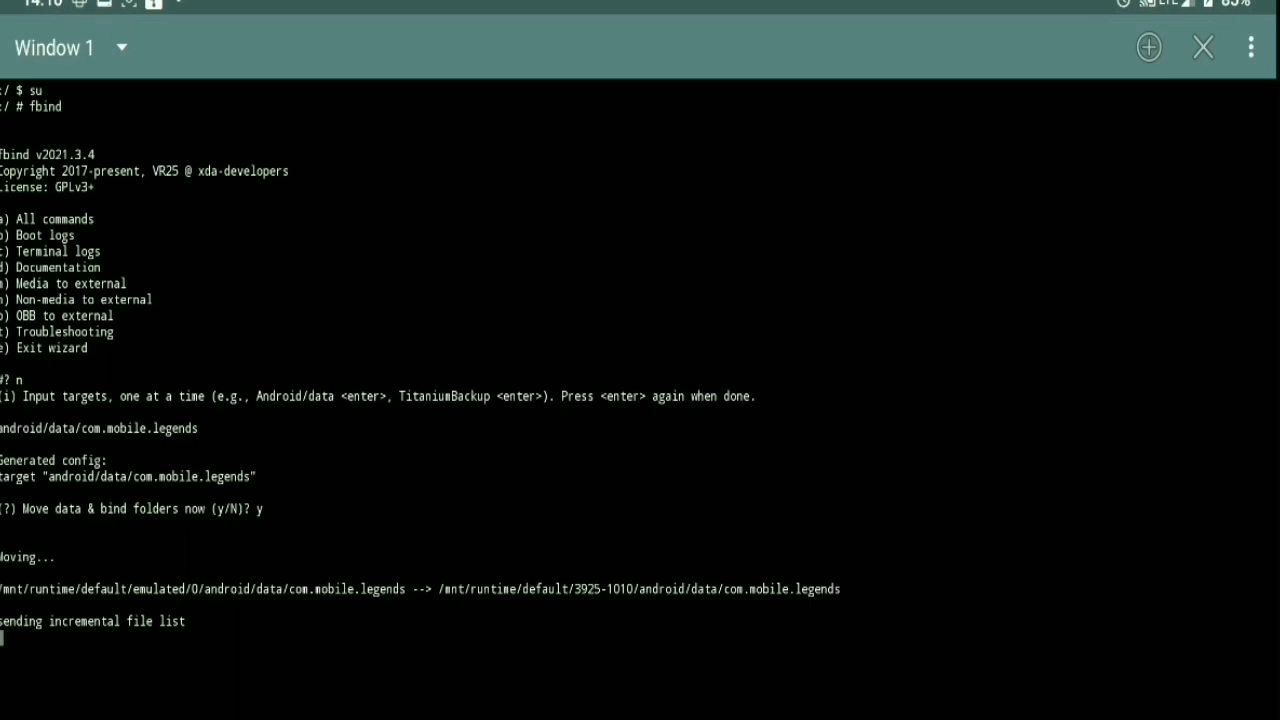 14:10 LTE 85%
Window 1
:/ $ su
:/ # fbind
fbind v2021.3.4
Copyright 2017-present, VR25 @ xda-developers
License: GPLv3+
a) All commands
b) Boot logs
c) Terminal logs
d) Documentation
m) Media to external
n) Non-media to external
o) OBB to external
t) Troubleshooting
e) Exit wizard
#? n
(i) Input targets, one at a time (e.g., Android/data <enter>, TitaniumBackup <enter>). Press <enter> again when done.
android/data/com.mobile.legends
Generated config:
target "android/data/com.mobile.legends"
(?) Move data & bind folders now (y/N)? y
Moving...
/mnt/runtime/default/emulated/0/android/data/com.mobile.legends --> /mnt/runtime/default/3925-1010/android/data/com.mobile.legends
sending incremental file list